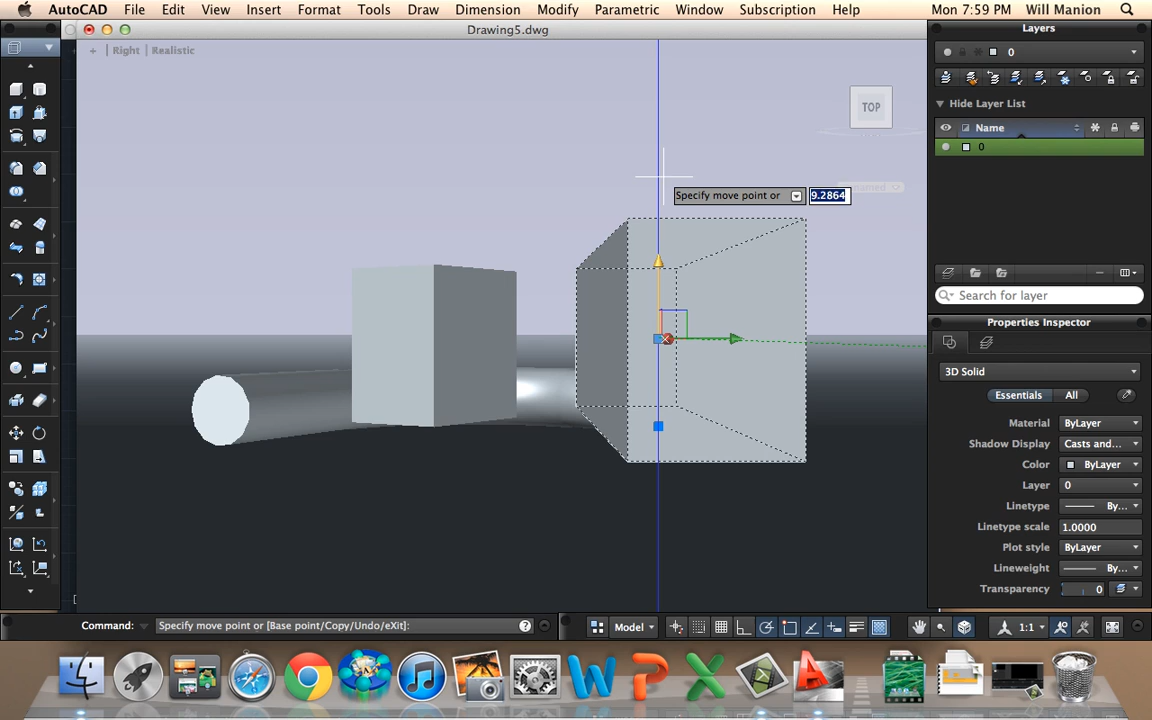 AutoCAD File Edit View Insert Format Tools Draw Dimension Modify Parametric Window Subscription Help Mon 7:59 PM Will Manion
Drawing5.dwg
Layers
+ | Right | Realistic
0
TOP
Hide Layer List
Name
0
Specify move point or 9.2864
Search for layer
Properties Inspector
3D Solid
Essentials All
Material ByLayer
Shadow Display Casts and...
Color ByLayer
Layer 0
Linetype By...
Linetype scale 1.0000
Plot style ByLayer
Lineweight By...
Transparency 0
Command: Specify move point or [Base point/Copy/Undo/eXit]: ? Model 1:1